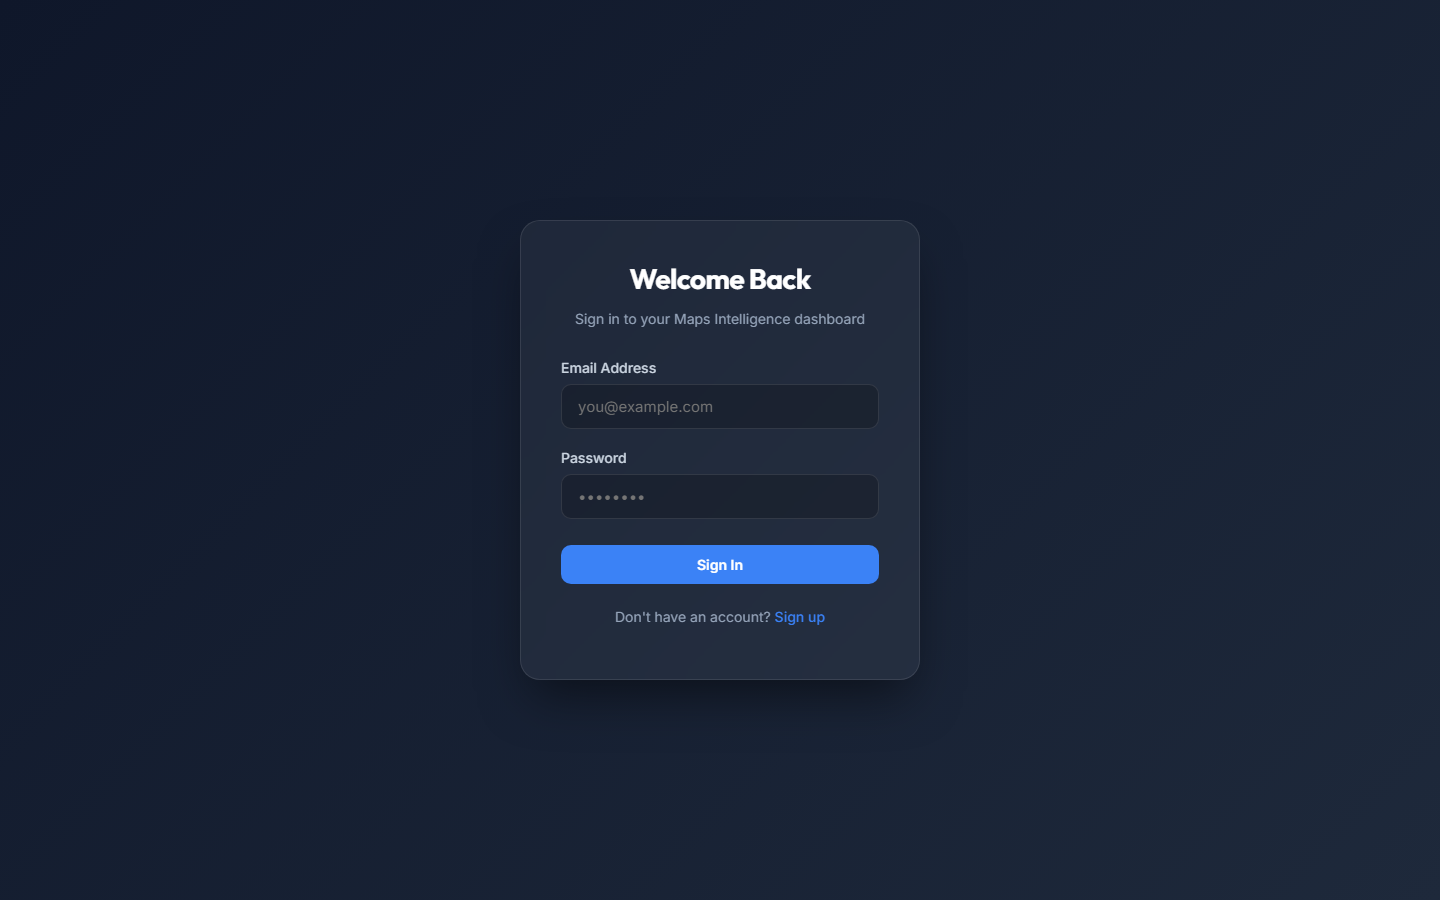 Welcome Back
Sign in to your Maps Intelligence dashboard
Email Address
you@example.com
Password
••••••••
Sign In
Don't have an account? Sign up